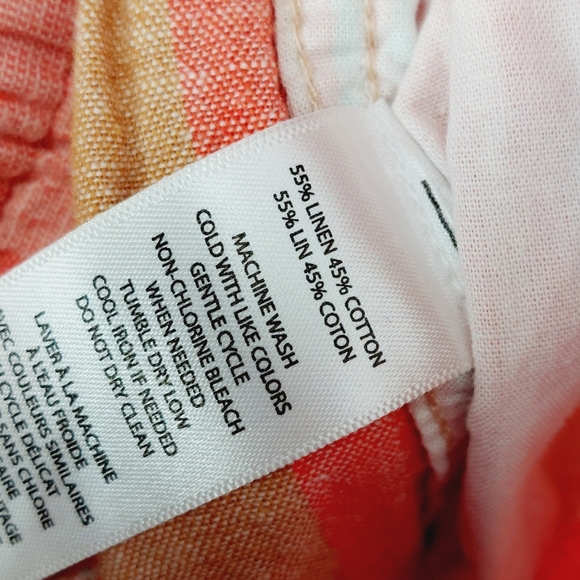 55% LINEN 45% COTTON
55% LIN 45% COTON
MACHINE WASH
COLD WITH LIKE COLORS
GENTLE CYCLE
NON-CHLORINE BLEACH
WHEN NEEDED
TUMBLE DRY LOW
COOL IRON IF NEEDED
DO NOT DRY CLEAN
LAVER À LA MACHINE
À L'EAU FROIDE
AVEC COULEURS SIMILAIRES
CYCLE DÉLICAT
SANS CHLORE